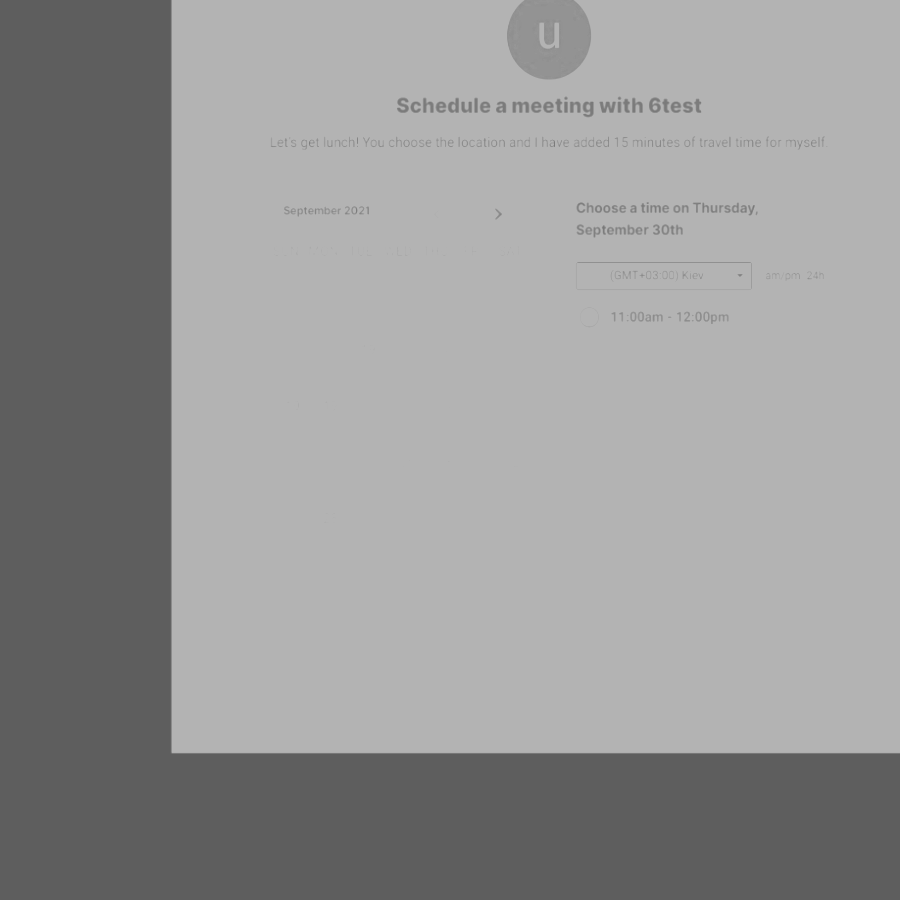 u
Schedule a meeting with 6test
Let's get lunch! You choose the location and I have added 15 minutes of travel time for myself.
September 2021
Choose a time on Thursday,
September 30th
(GMT+03:00) Kiev
am/pm 24h
11:00am - 12:00pm